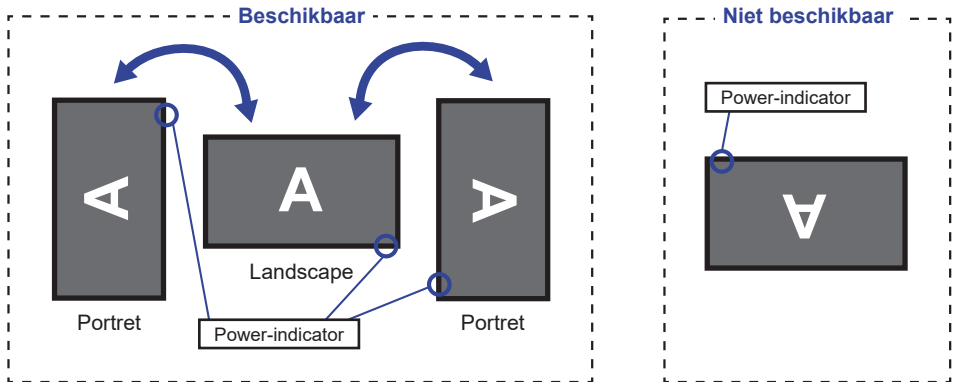 Beschikbaar
A
A
A
Landscape
Portret
Portret
Power-indicator
Niet beschikbaar
Power-indicator
A